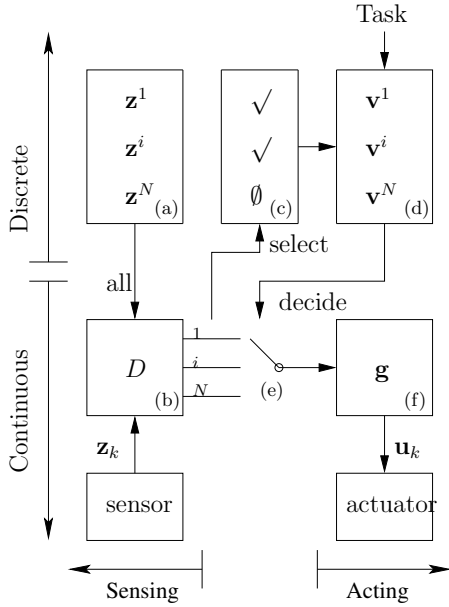 Task
z^1
z^i
z^N
(a)
√
√
∅
(c)
v^1
v^i
v^N
(d)
Discrete
select
all
decide
D
(b)
1
i
N
(e)
g
(f)
Continuous
z_k
u_k
sensor
actuator
Sensing
Acting